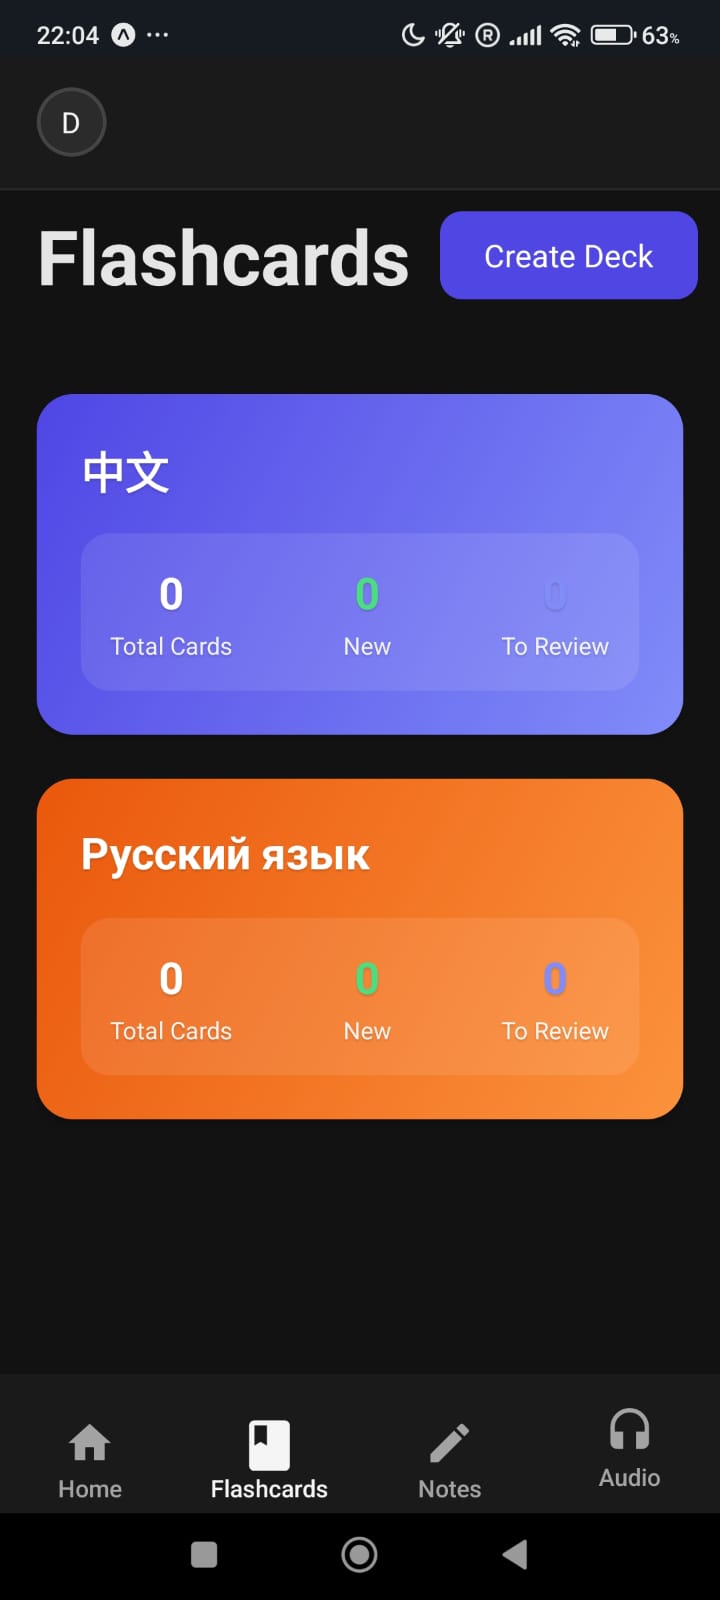 22:04 ... 63%
D
Flashcards Create Deck
中文
0 0 0
Total Cards New To Review
Русский язык
0 0 0
Total Cards New To Review
Home Flashcards Notes Audio